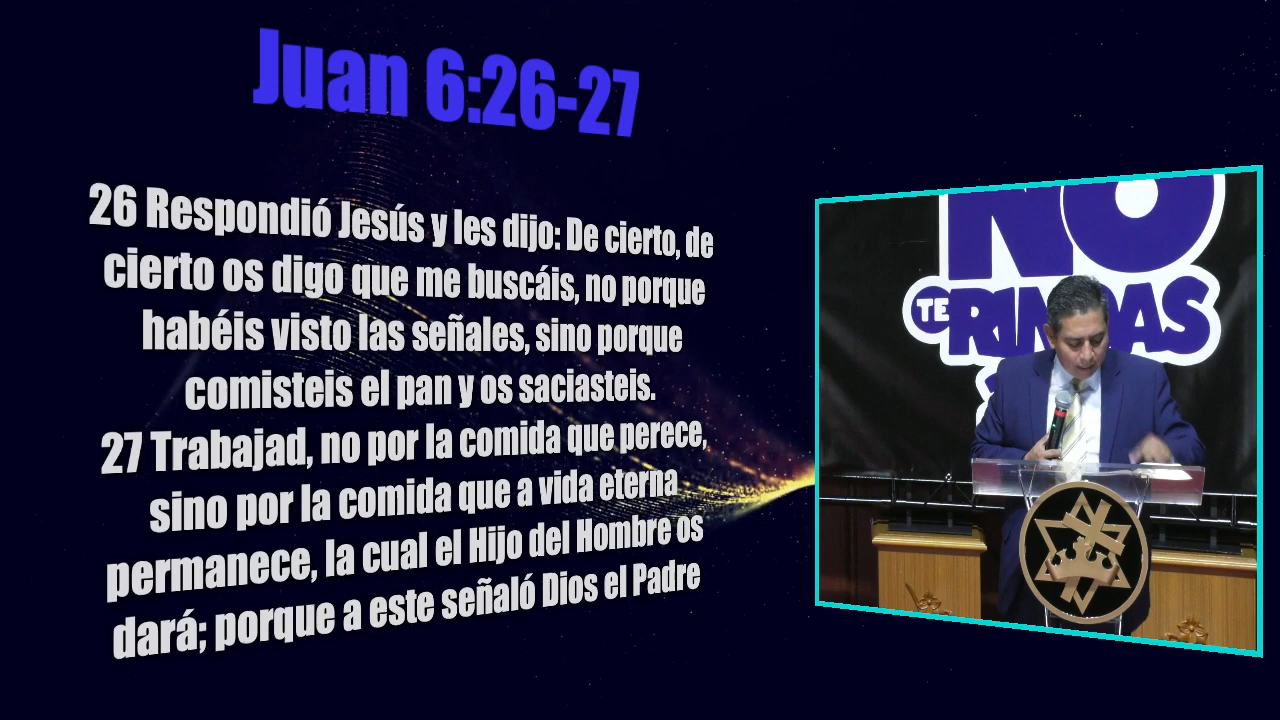 Juan 6:26-27
26 Respondió Jesús y les dijo: De cierto, de
cierto os digo que me buscáis, no porque
habéis visto las señales, sino porque
comisteis el pan y os saciasteis.
27 Trabajad, no por la comida que perece,
sino por la comida que a vida eterna
permanece, la cual el Hijo del Hombre os
dará; porque a este señaló Dios el Padre
NO
TE